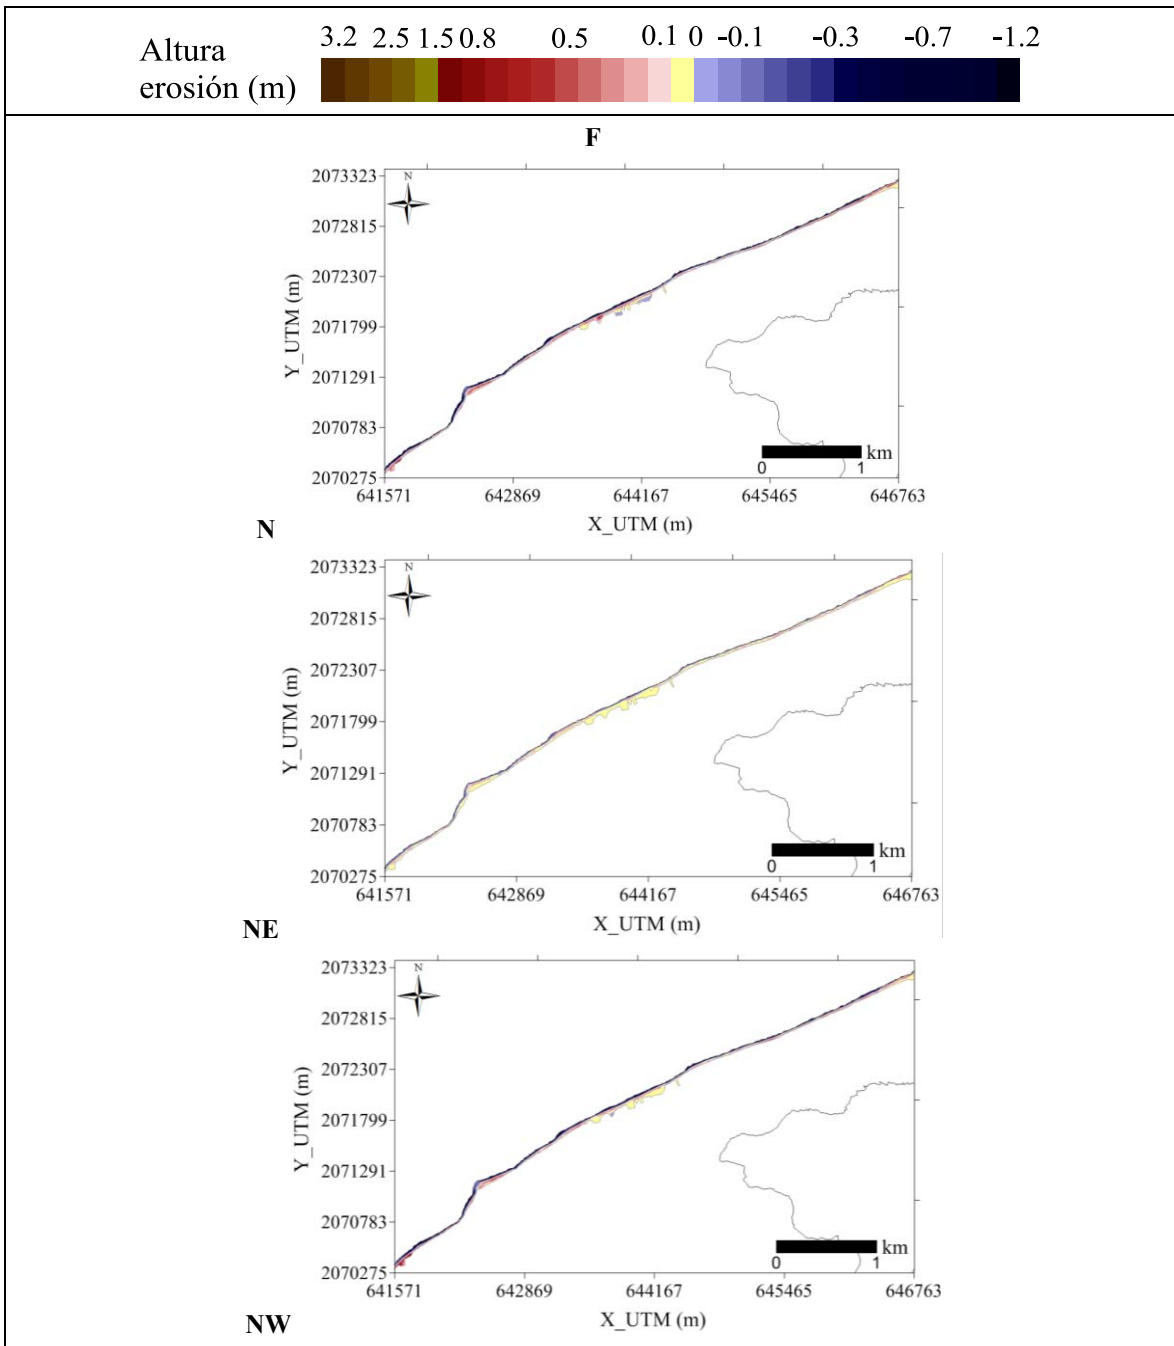 Altura
erosión (m)
3.2 2.5 1.5 0.8 0.5 0.1 0 -0.1 -0.3 -0.7 -1.2
F
N
2073323
2072815
2072307
2071799
2071291
2070783
2070275
Y_UTM (m)
641571 642869 644167 645465 646763
X_UTM (m)
km
0 1
N
N
2073323
2072815
2072307
2071799
2071291
2070783
2070275
Y_UTM (m)
641571 642869 644167 645465 646763
X_UTM (m)
km
0 1
NE
N
2073323
2072815
2072307
2071799
2071291
2070783
2070275
Y_UTM (m)
641571 642869 644167 645465 646763
X_UTM (m)
km
0 1
NW